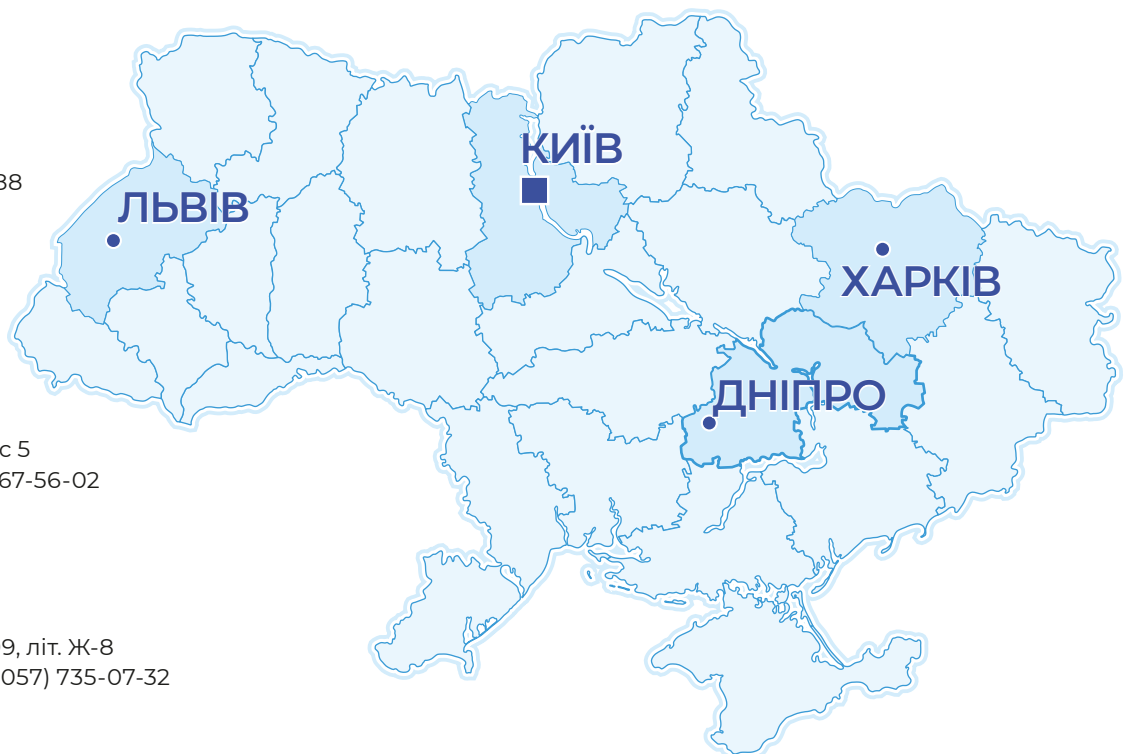 КИЇВ
38
ЛЬВІВ
ХАРКІВ
ДНІПРО
с 5
67-56-02
9, літ. Ж-8
057) 735-07-32